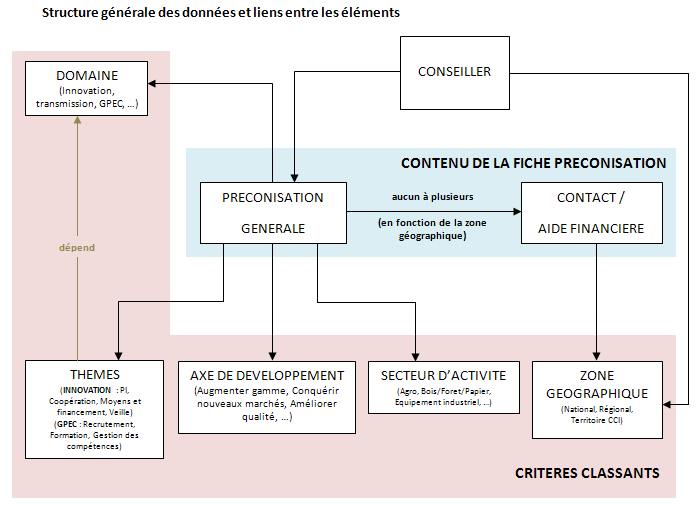 Structure générale des données et liens entre les éléments
DOMAINE
(Innovation,
transmission, GPEC, ...)
CONSEILLER
CONTENU DE LA FICHE PRECONISATION
PRECONISATION
GENERALE
aucun à plusieurs
(en fonction de la zone
géographique)
CONTACT /
AIDE FINANCIERE
dépend
THEMES
(INNOVATION : PI,
Coopération, Moyens et
financement, Veille)
(GPEC : Recrutement,
Formation, Gestion des
compétences)
AXE DE DEVELOPPEMENT
(Augmenter gamme, Conquérir
nouveaux marchés, Améliorer
qualité, ...)
SECTEUR D'ACTIVITE
(Agro, Bois/Foret/Papier,
Equipement industriel, ...)
ZONE
GEOGRAPHIQUE
(National, Régional,
Territoire CCI)
CRITERES CLASSANTS